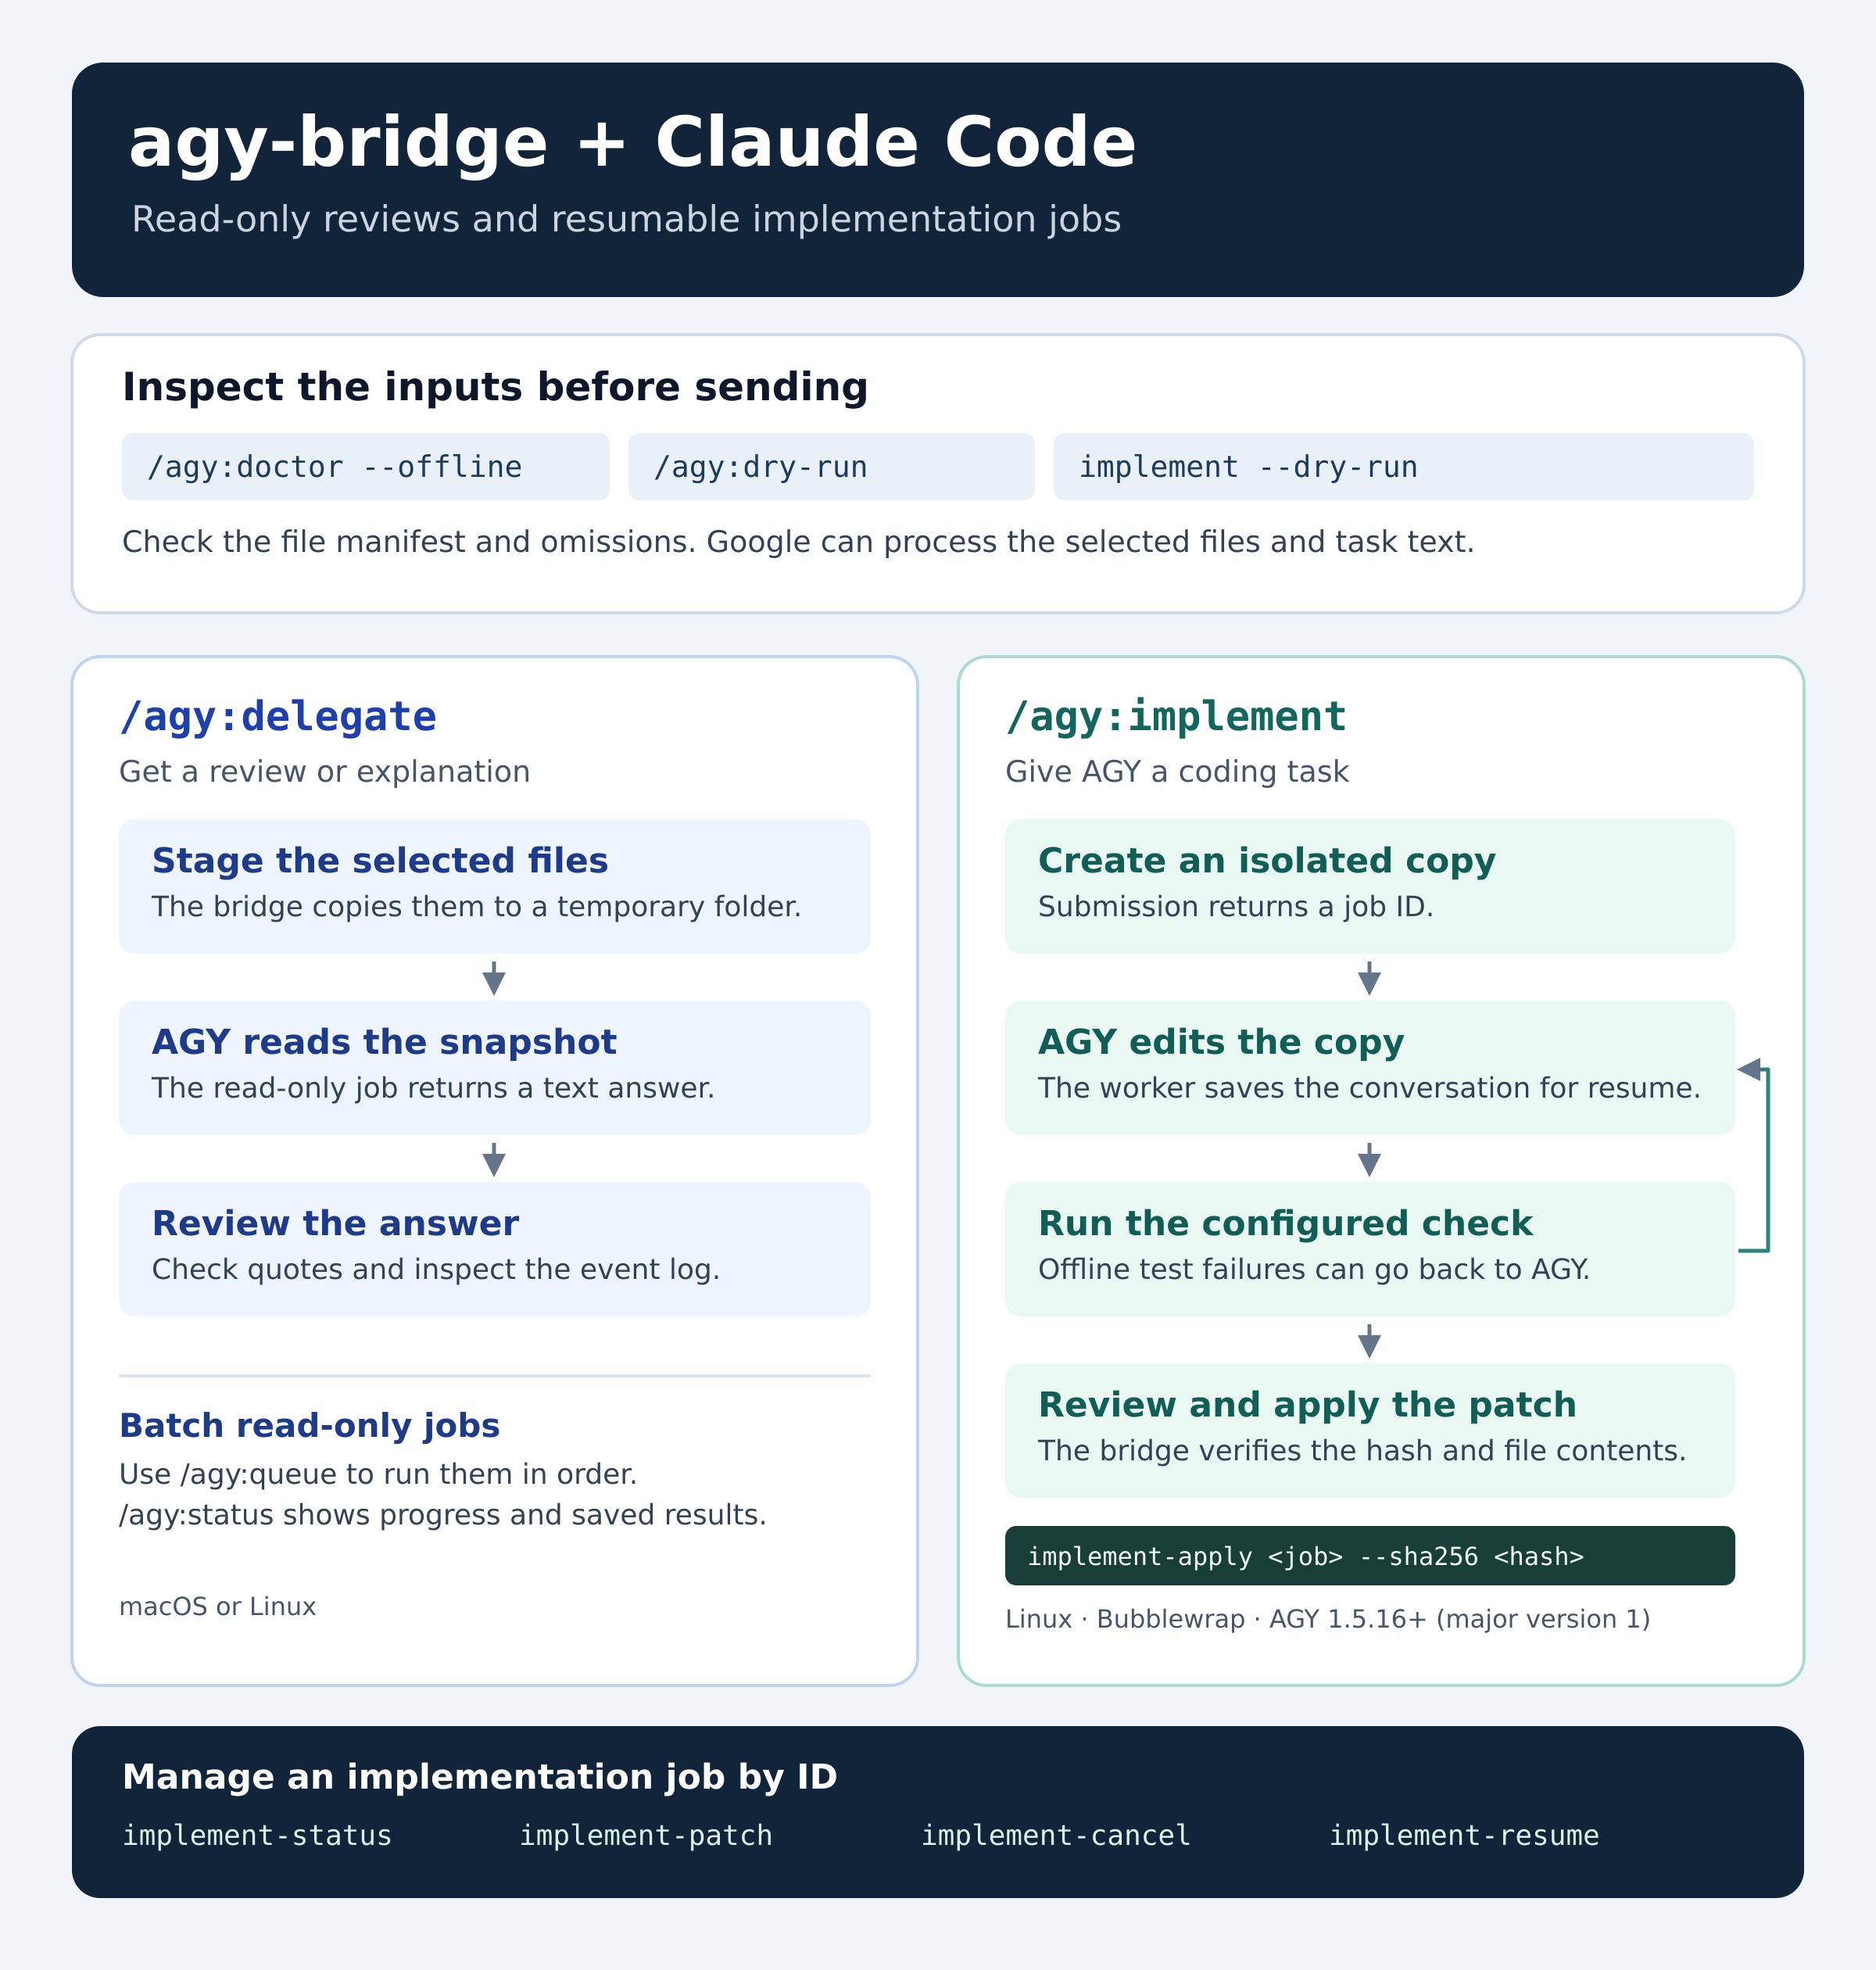 agy-bridge + Claude Code
Read-only reviews and resumable implementation jobs
Inspect the inputs before sending
/agy:doctor --offline
/agy:dry-run
implement --dry-run
Check the file manifest and omissions. Google can process the selected files and task text.
/agy:delegate
Get a review or explanation
Stage the selected files
The bridge copies them to a temporary folder.
AGY reads the snapshot
The read-only job returns a text answer.
Review the answer
Check quotes and inspect the event log.
Batch read-only jobs
Use /agy:queue to run them in order.
/agy:status shows progress and saved results.
macOS or Linux
/agy:implement
Give AGY a coding task
Create an isolated copy
Submission returns a job ID.
AGY edits the copy
The worker saves the conversation for resume.
Run the configured check
Offline test failures can go back to AGY.
Review and apply the patch
The bridge verifies the hash and file contents.
implement-apply <job> --sha256 <hash>
Linux · Bubblewrap · AGY 1.5.16+ (major version 1)
Manage an implementation job by ID
implement-status
implement-patch
implement-cancel
implement-resume